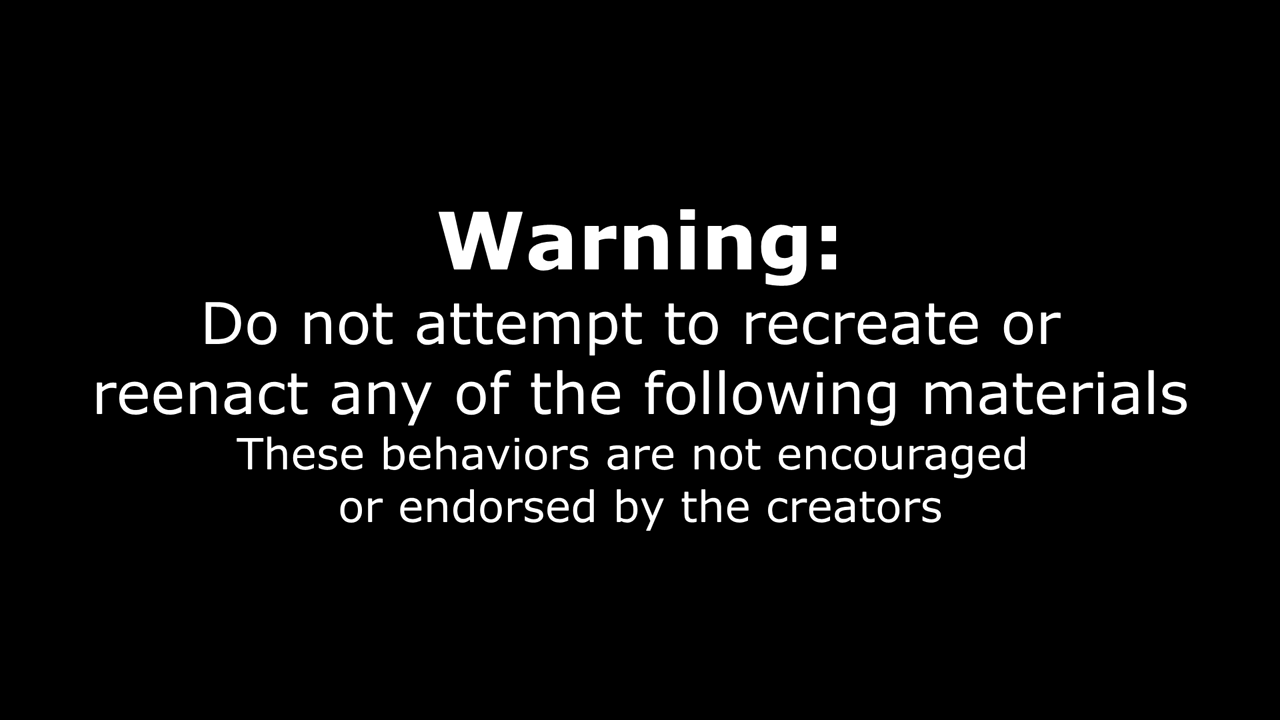 Warning:
Do not attempt to recreate or
reenact any of the following materials
These behaviors are not encouraged
or endorsed by the creators